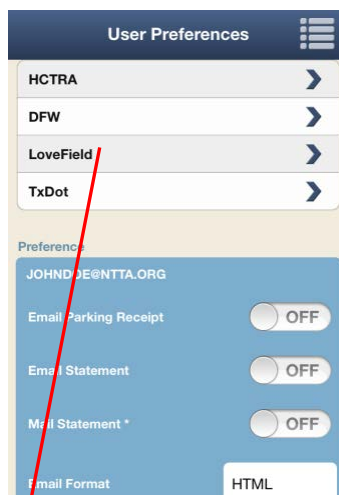 User Preferences
HCTRA
DFW
LoveField
TxDot
Preference
JOHNDOE@NTTA.ORG
Email Parking Receipt OFF
Email Statement OFF
Mail Statement * OFF
Email Format HTML